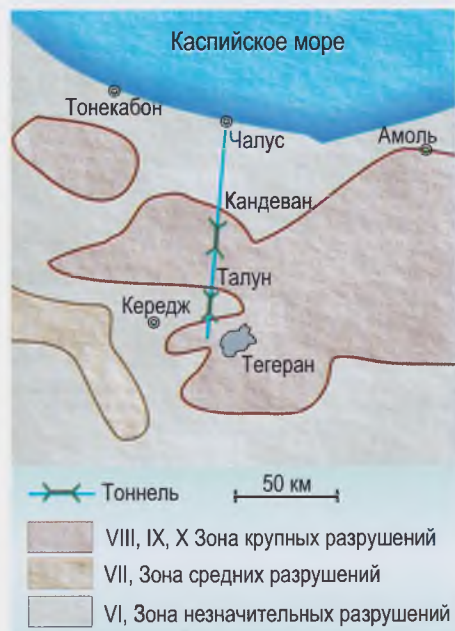 Каспийское море
Тонекабон
Чалус
Амоль
Кандеван
Талун
Кередж
Тегеран
Тоннель
50 км
VIII, IX, X Зона крупных разрушений
VII, Зона средних разрушений
VI, Зона незначительных разрушений